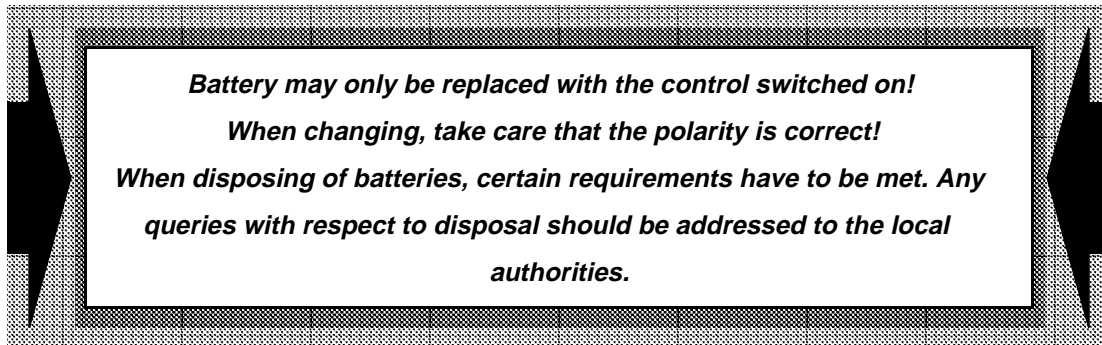 Battery may only be replaced with the control switched on!
When changing, take care that the polarity is correct!
When disposing of batteries, certain requirements have to be met. Any
queries with respect to disposal should be addressed to the local
authorities.